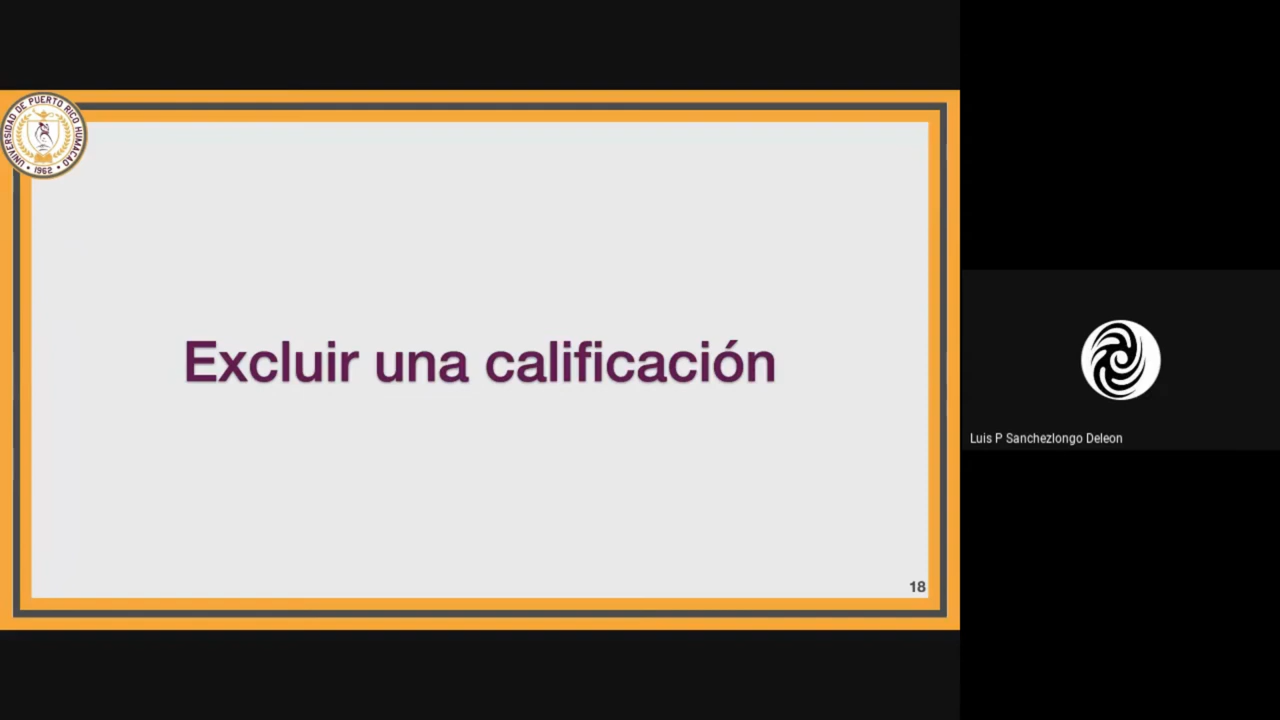 UNIVERSIDAD DE PUERTO RICO HUMACAO
• 1962 •
Excluir una calificación
18
Luis P Sanchezlongo Deleon